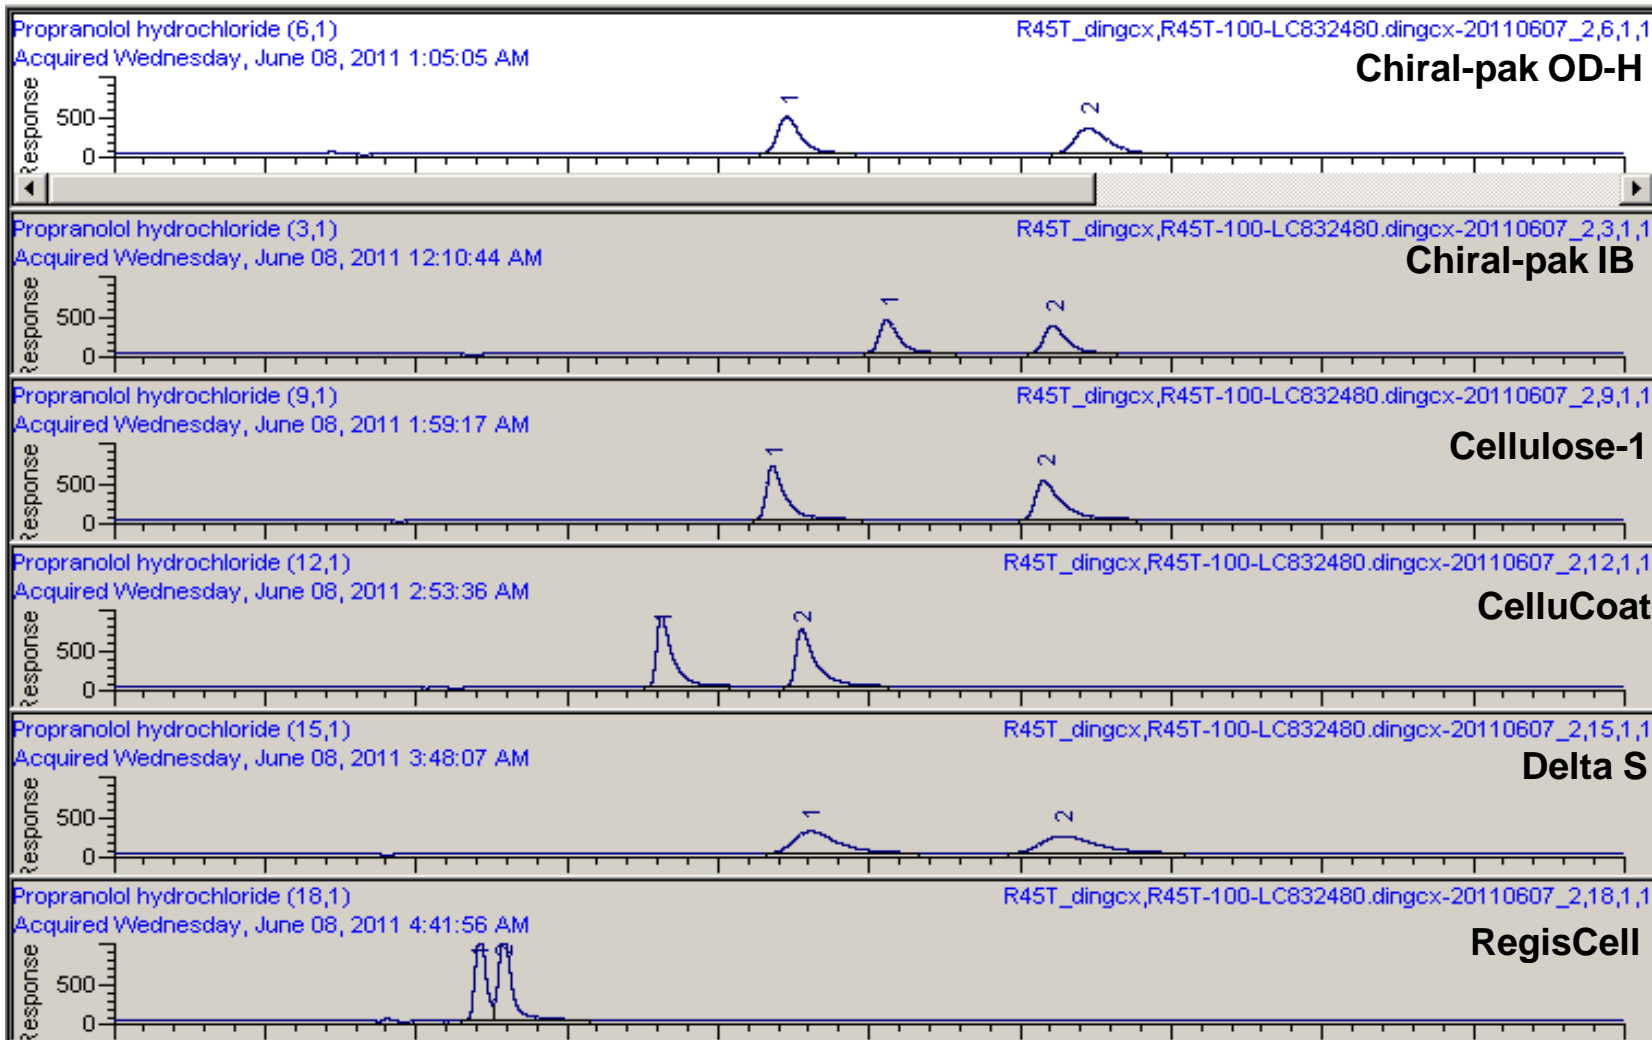 Propranolol hydrochloride (6,1) R45T_dingcx,R45T-100-LC832480.dingcx-20110607_2,6,1,1
Acquired Wednesday, June 08, 2011 1:05:05 AM
Chiral-pak OD-H
Response
500
0
1
2
Propranolol hydrochloride (3,1) R45T_dingcx,R45T-100-LC832480.dingcx-20110607_2,3,1,1
Acquired Wednesday, June 08, 2011 12:10:44 AM
Chiral-pak IB
Response
500
0
1
2
Propranolol hydrochloride (9,1) R45T_dingcx,R45T-100-LC832480.dingcx-20110607_2,9,1,1
Acquired Wednesday, June 08, 2011 1:59:17 AM
Cellulose-1
Response
500
0
1
2
Propranolol hydrochloride (12,1) R45T_dingcx,R45T-100-LC832480.dingcx-20110607_2,12,1,1
Acquired Wednesday, June 08, 2011 2:53:36 AM
CelluCoat
Response
500
0
1
2
Propranolol hydrochloride (15,1) R45T_dingcx,R45T-100-LC832480.dingcx-20110607_2,15,1,1
Acquired Wednesday, June 08, 2011 3:48:07 AM
Delta S
Response
500
0
1
2
Propranolol hydrochloride (18,1) R45T_dingcx,R45T-100-LC832480.dingcx-20110607_2,18,1,1
Acquired Wednesday, June 08, 2011 4:41:56 AM
RegisCell
Response
500
0